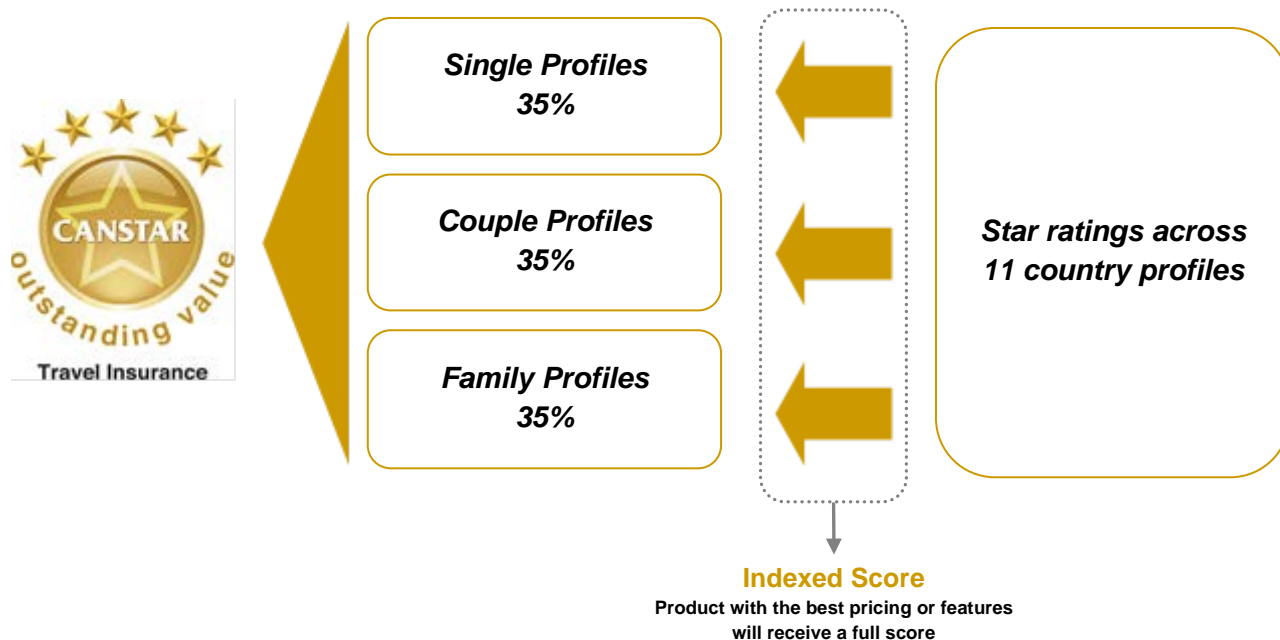 CANSTAR
outstanding value
Travel Insurance
Single Profiles
35%
Couple Profiles
35%
Family Profiles
35%
Star ratings across
11 country profiles
Indexed Score
Product with the best pricing or features
will receive a full score